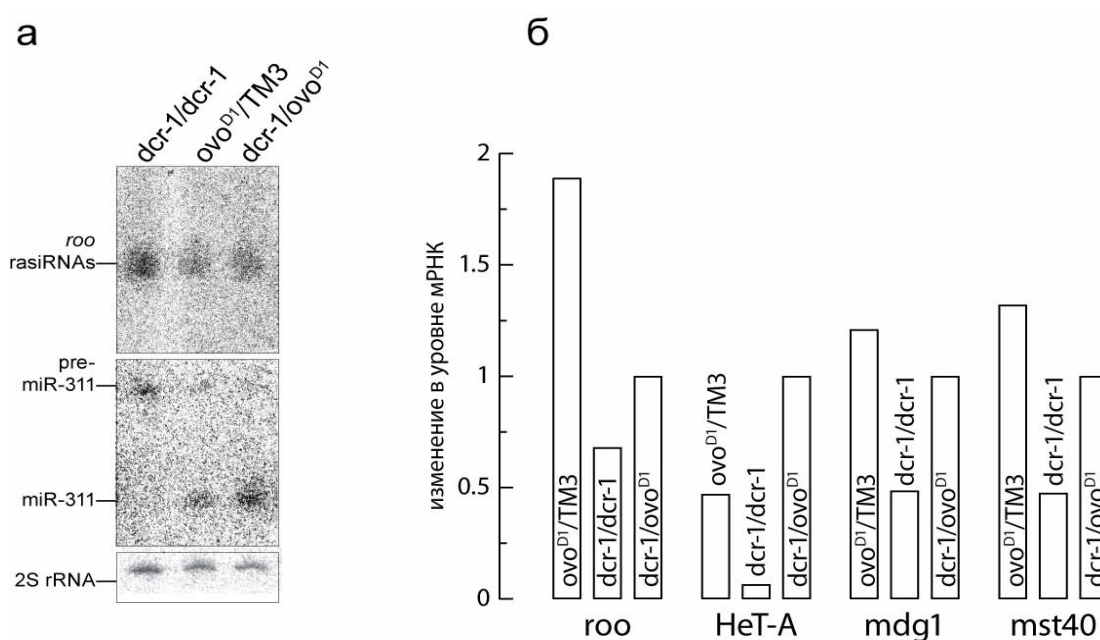 а
dcr-1/dcr-1
ovoD1/TM3
dcr-1/ovoD1
roo
rasiRNAs
pre-
miR-311
miR-311
2S rRNA
б
изменение в уровне мРНК
2
1.5
1
0.5
0
ovoD1/TM3
dcr-1/dcr-1
dcr-1/ovoD1
ovoD1/TM3
dcr-1/dcr-1
dcr-1/ovoD1
ovoD1/TM3
dcr-1/dcr-1
dcr-1/ovoD1
ovoD1/TM3
dcr-1/dcr-1
dcr-1/ovoD1
roo
HeT-A
mdg1
mst40